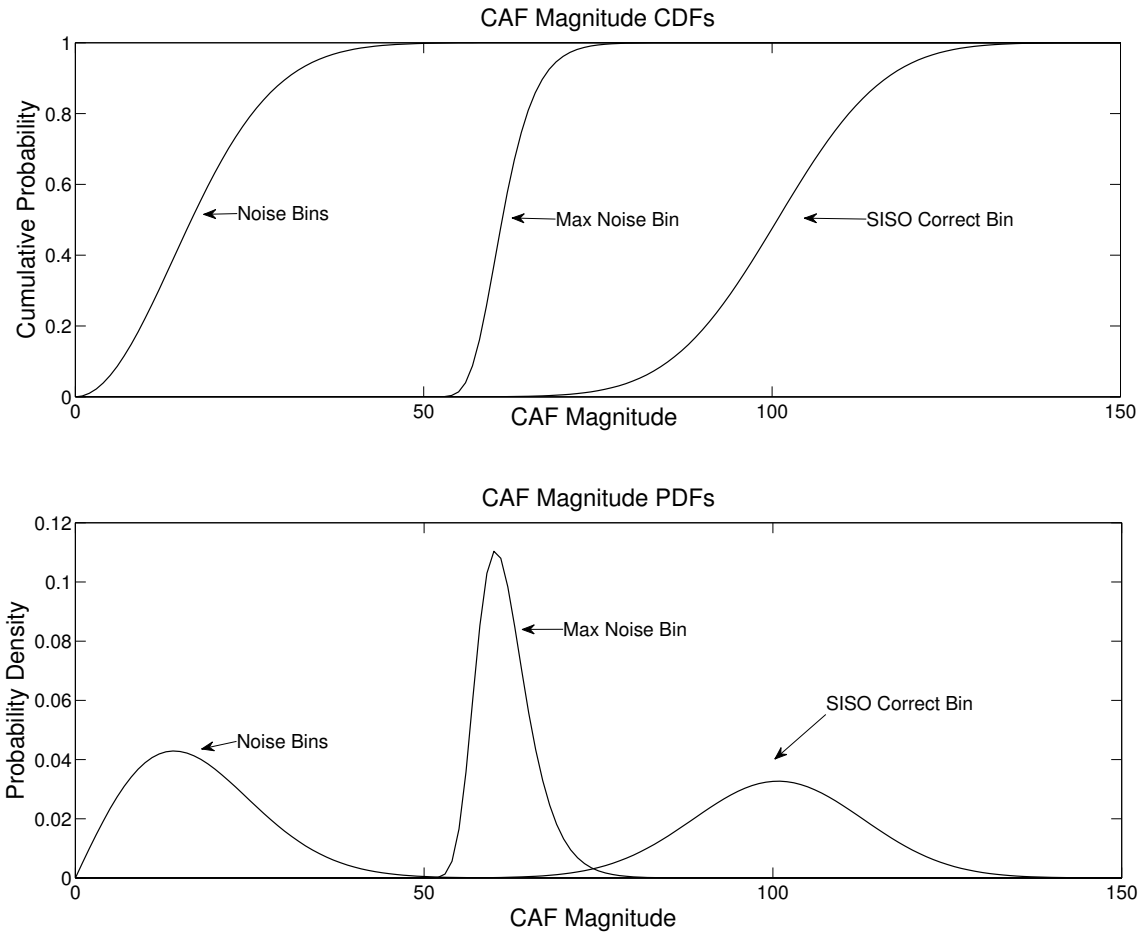 CAF Magnitude CDFs
Cumulative Probability
1
0.8
0.6
0.4
0.2
0
Noise Bins
Max Noise Bin
SISO Correct Bin
0
50
100
150
CAF Magnitude
CAF Magnitude PDFs
Probability Density
0.12
0.1
0.08
0.06
0.04
0.02
0
Max Noise Bin
SISO Correct Bin
Noise Bins
0
50
100
150
CAF Magnitude